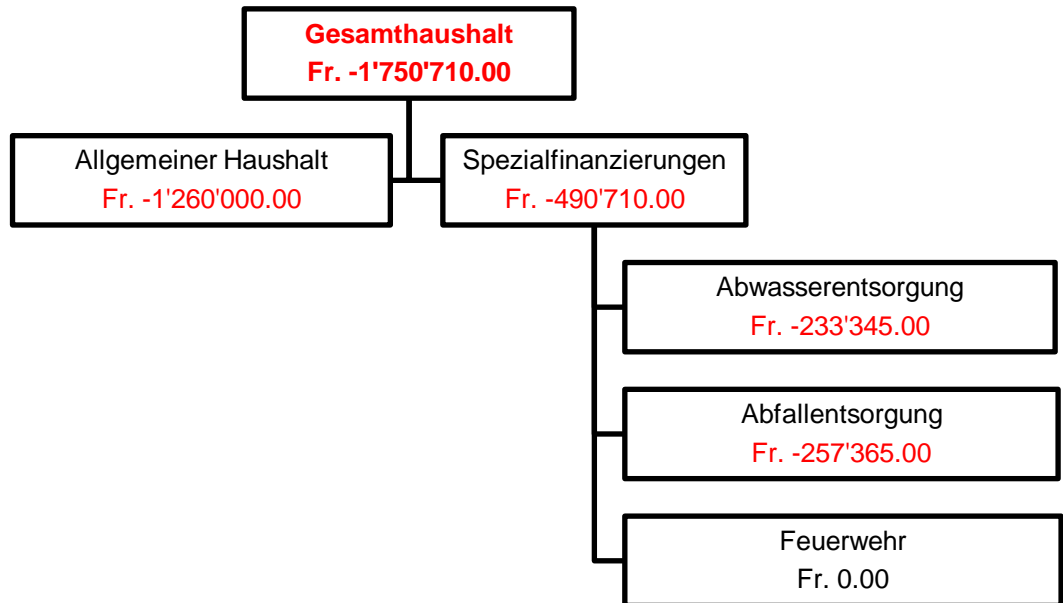 Gesamthaushalt
Fr. -1'750'710.00
Allgemeiner Haushalt
Fr. -1'260'000.00
Spezialfinanzierungen
Fr. -490'710.00
Abwasserentsorgung
Fr. -233'345.00
Abfallentsorgung
Fr. -257'365.00
Feuerwehr
Fr. 0.00